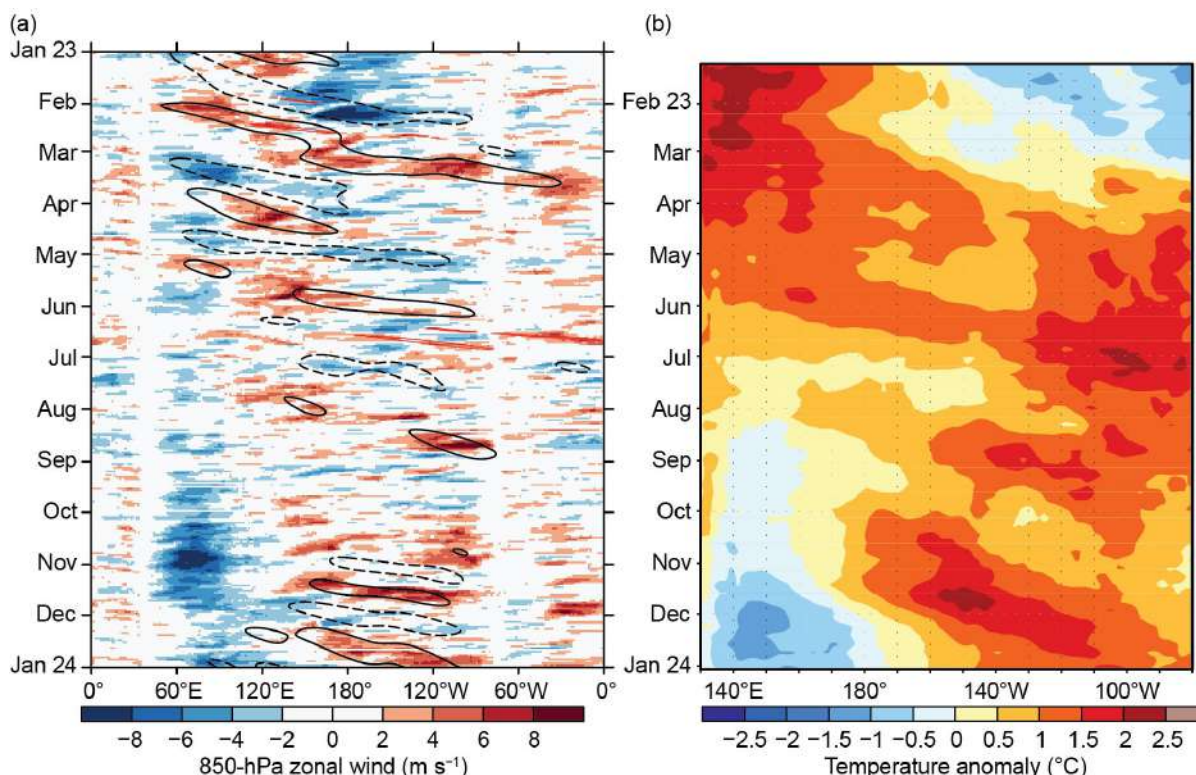 (a)
Jan 23
Feb
Mar
Apr
May
Jun
Jul
Aug
Sep
Oct
Nov
Dec
Jan 24
0° 60°E 120°E 180° 120°W 60°W 0°
−8 −6 −4 −2 0 2 4 6 8
850-hPa zonal wind (m s⁻¹)
(b)
Feb 23
Mar
Apr
May
Jun
Jul
Aug
Sep
Oct
Nov
Dec
Jan 24
140°E 180° 140°W 100°W
−2.5 −2 −1.5 −1 −0.5 0 0.5 1 1.5 2 2.5
Temperature anomaly (°C)